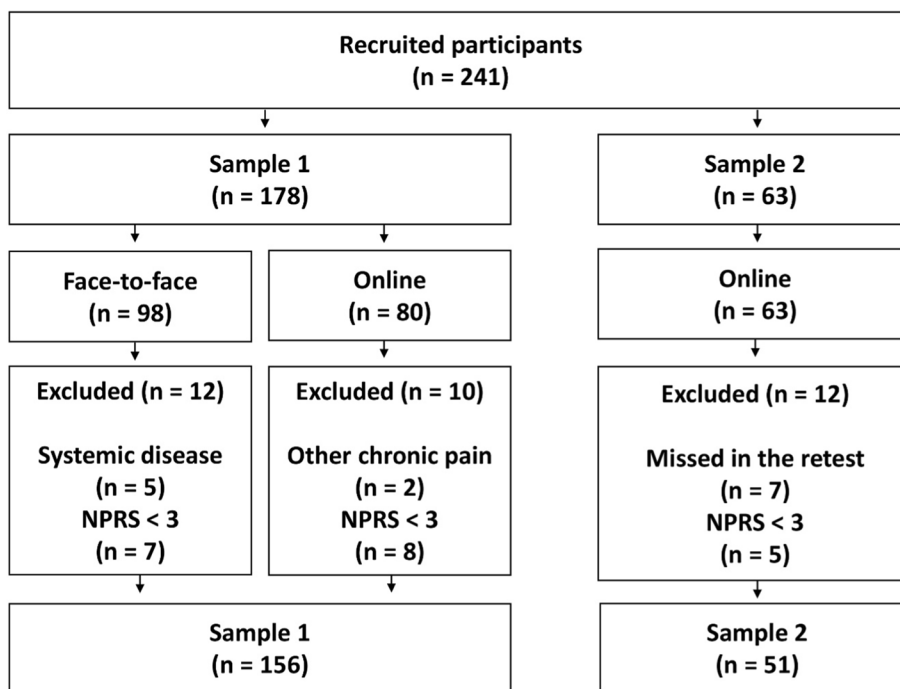 Recruited participants
(n = 241)
Sample 1
(n = 178)
Sample 2
(n = 63)
Face-to-face
(n = 98)
Online
(n = 80)
Online
(n = 63)
Excluded (n = 12)
Systemic disease
(n = 5)
NPRS < 3
(n = 7)
Excluded (n = 10)
Other chronic pain
(n = 2)
NPRS < 3
(n = 8)
Excluded (n = 12)
Missed in the retest
(n = 7)
NPRS < 3
(n = 5)
Sample 1
(n = 156)
Sample 2
(n = 51)